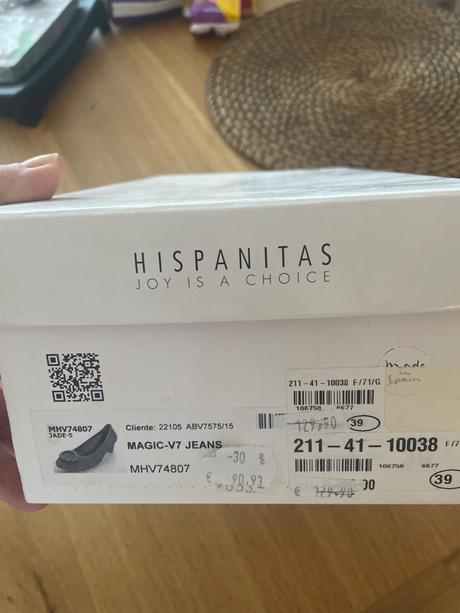 HISPANITAS
JOY IS A CHOICE
made
in
Spain
211-41-10038 F/71/G
106758 6677
129,90 39
MHV74807
JADE-5
Cliente: 22105 ABV7575/15
MAGIC-V7 JEANS
MHV74807
-30 %
€ 90,93
211-41-10038 F/7
106758 6677
39
€ 129,90